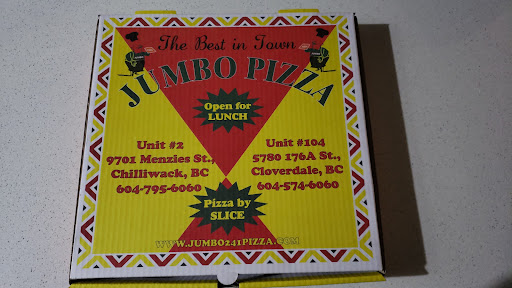 The Best in Town
JUMBO PIZZA
Open for
LUNCH
Unit #2
9701 Menzies St.,
Chilliwack, BC
604-795-6060
Unit #104
5780 176A St.,
Cloverdale, BC
604-574-6060
Pizza by
SLICE
WWW.JUMBO241PIZZA.COM